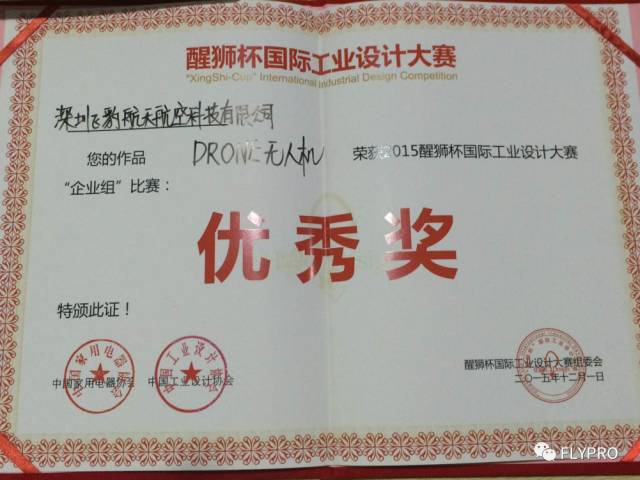 醒狮杯国际工业设计大赛
"XingShi-Cup" International Industrial Design Competition
深圳飞豹航天航空科技有限公司
您的作品 DRONE无人机 荣获2015醒狮杯国际工业设计大赛
"企业组"比赛：
优秀奖
特颁此证！
中国家用电器协会 中国工业设计协会
醒狮杯国际工业设计大赛组委会
二〇一五年十二月一日
FLYPRO